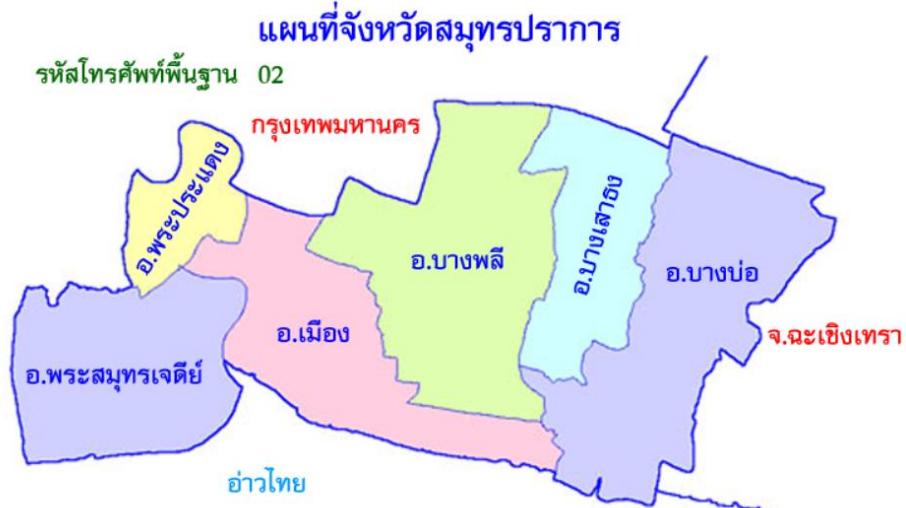 แผนที่จังหวัดสมุทรปราการ
รหัสโทรศัพท์พื้นฐาน 02
กรุงเทพมหานคร
อ.พระประแดง
อ.บางพลี
อ.บางเสาธง
อ.บางบ่อ
อ.เมือง
จ.ฉะเชิงเทรา
อ.พระสมุทรเจดีย์
อ่าวไทย